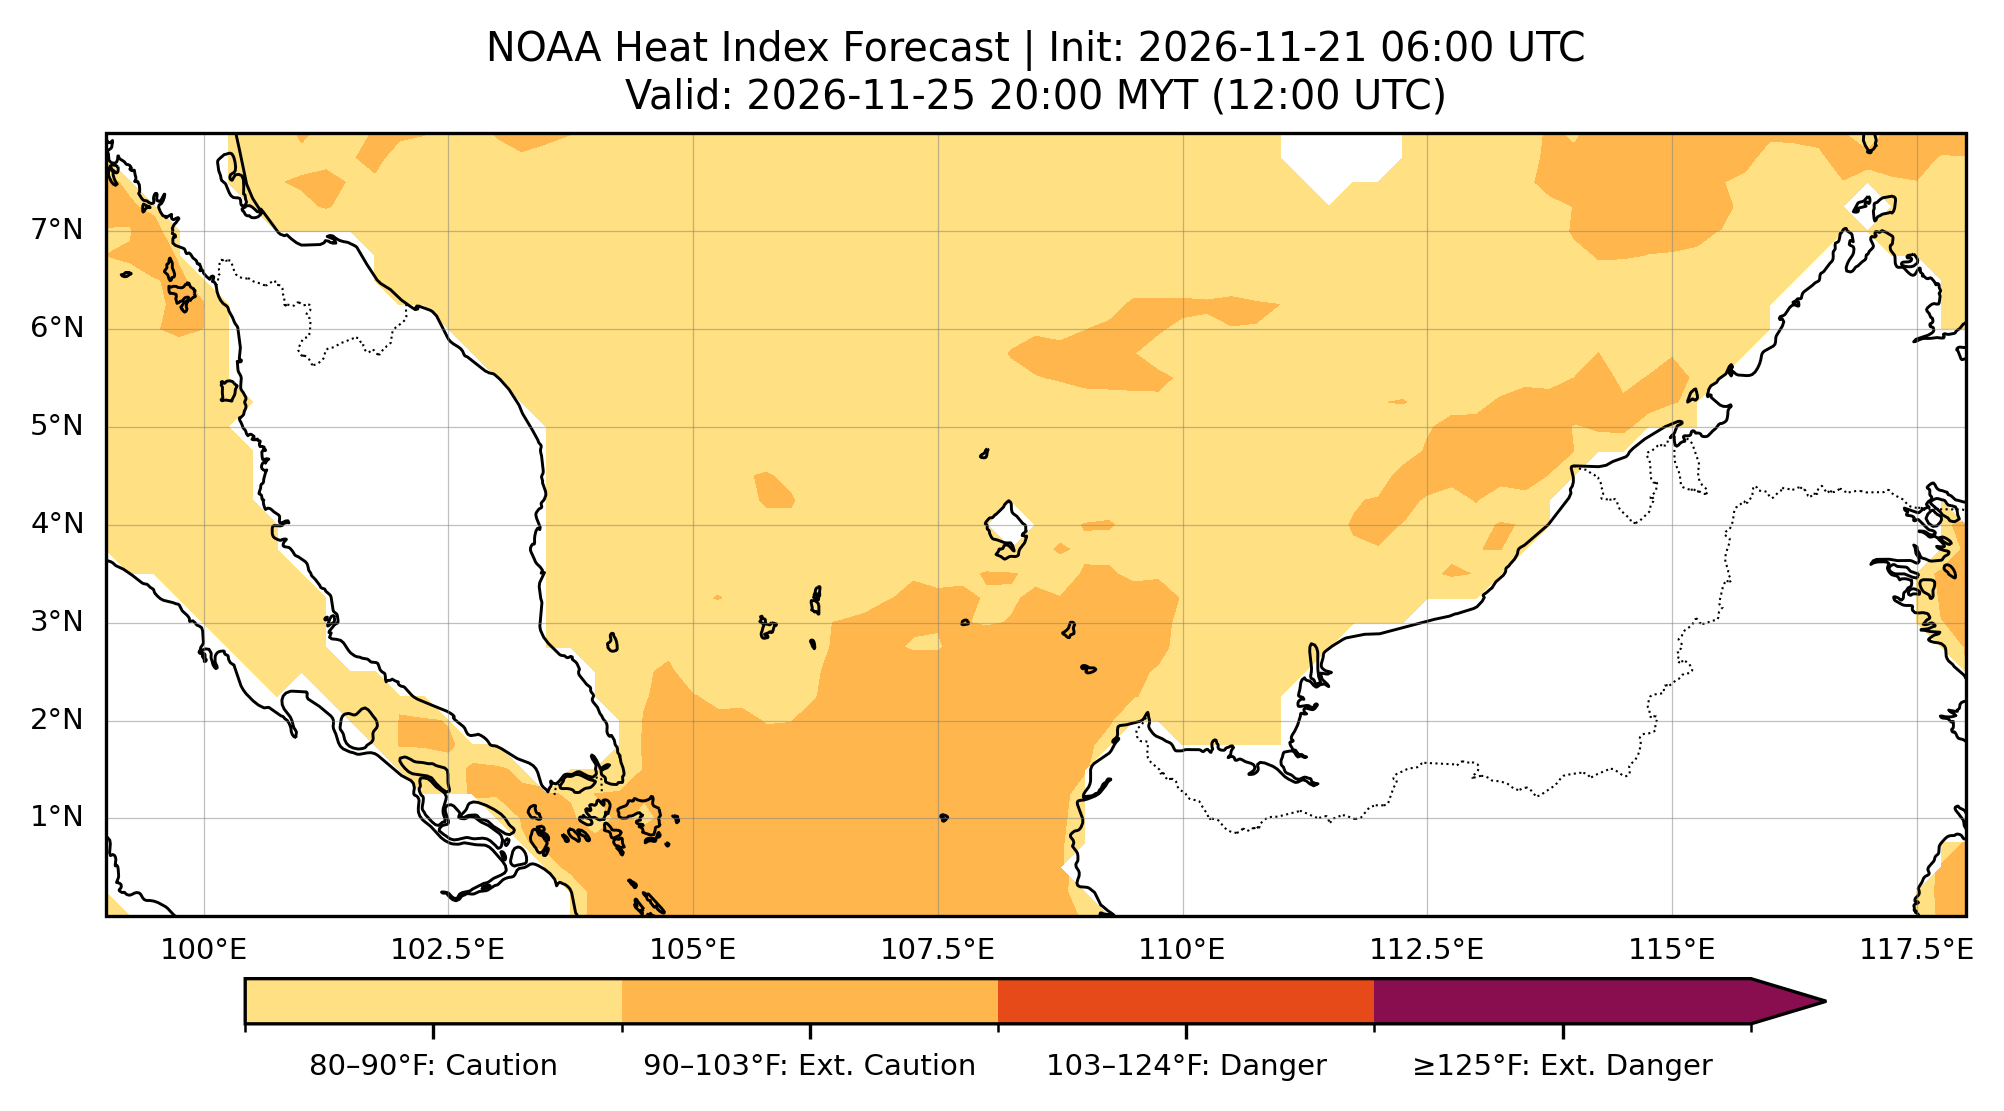 NOAA Heat Index Forecast | Init: 2026-11-21 06:00 UTC
Valid: 2026-11-25 20:00 MYT (12:00 UTC)
7°N
6°N
5°N
4°N
3°N
2°N
1°N
100°E 102.5°E 105°E 107.5°E 110°E 112.5°E 115°E 117.5°E
80–90°F: Caution 90–103°F: Ext. Caution 103–124°F: Danger ≥125°F: Ext. Danger